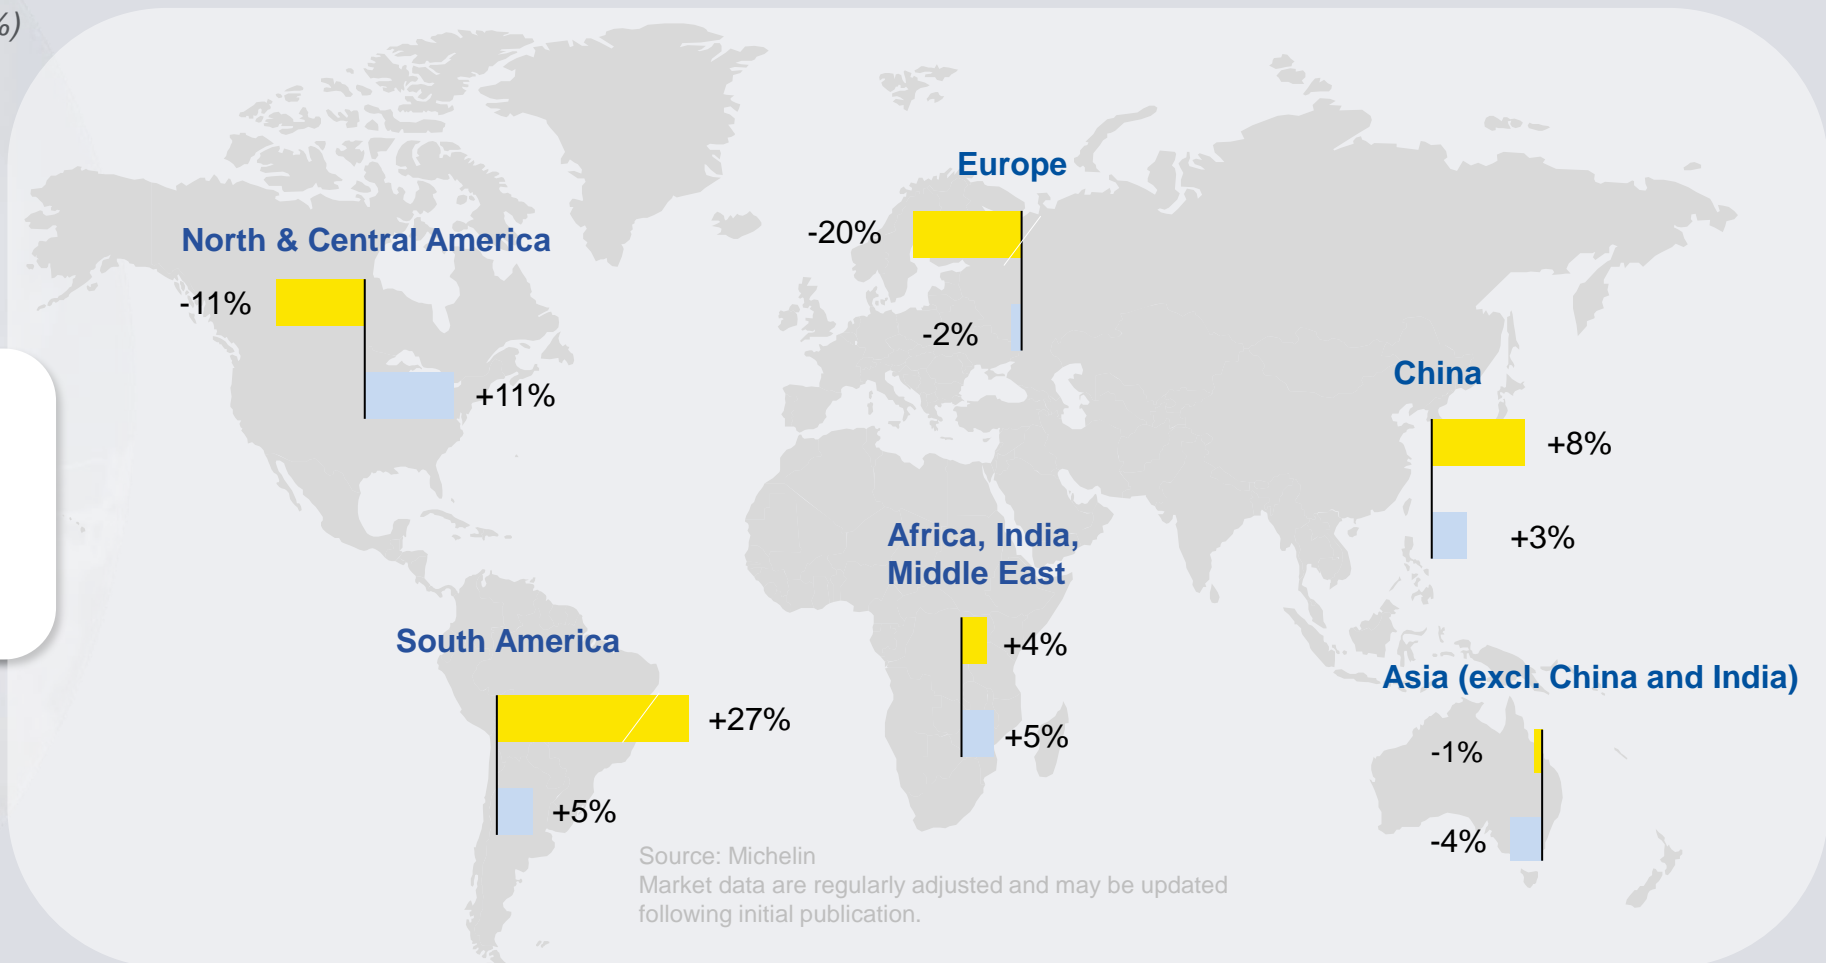 %)
Europe
-20%
-2%
North & Central America
-11%
+11%
China
+8%
+3%
Africa, India,
Middle East
+4%
+5%
South America
+27%
+5%
Asia (excl. China and India)
-1%
-4%
Source: Michelin
Market data are regularly adjusted and may be updated
following initial publication.